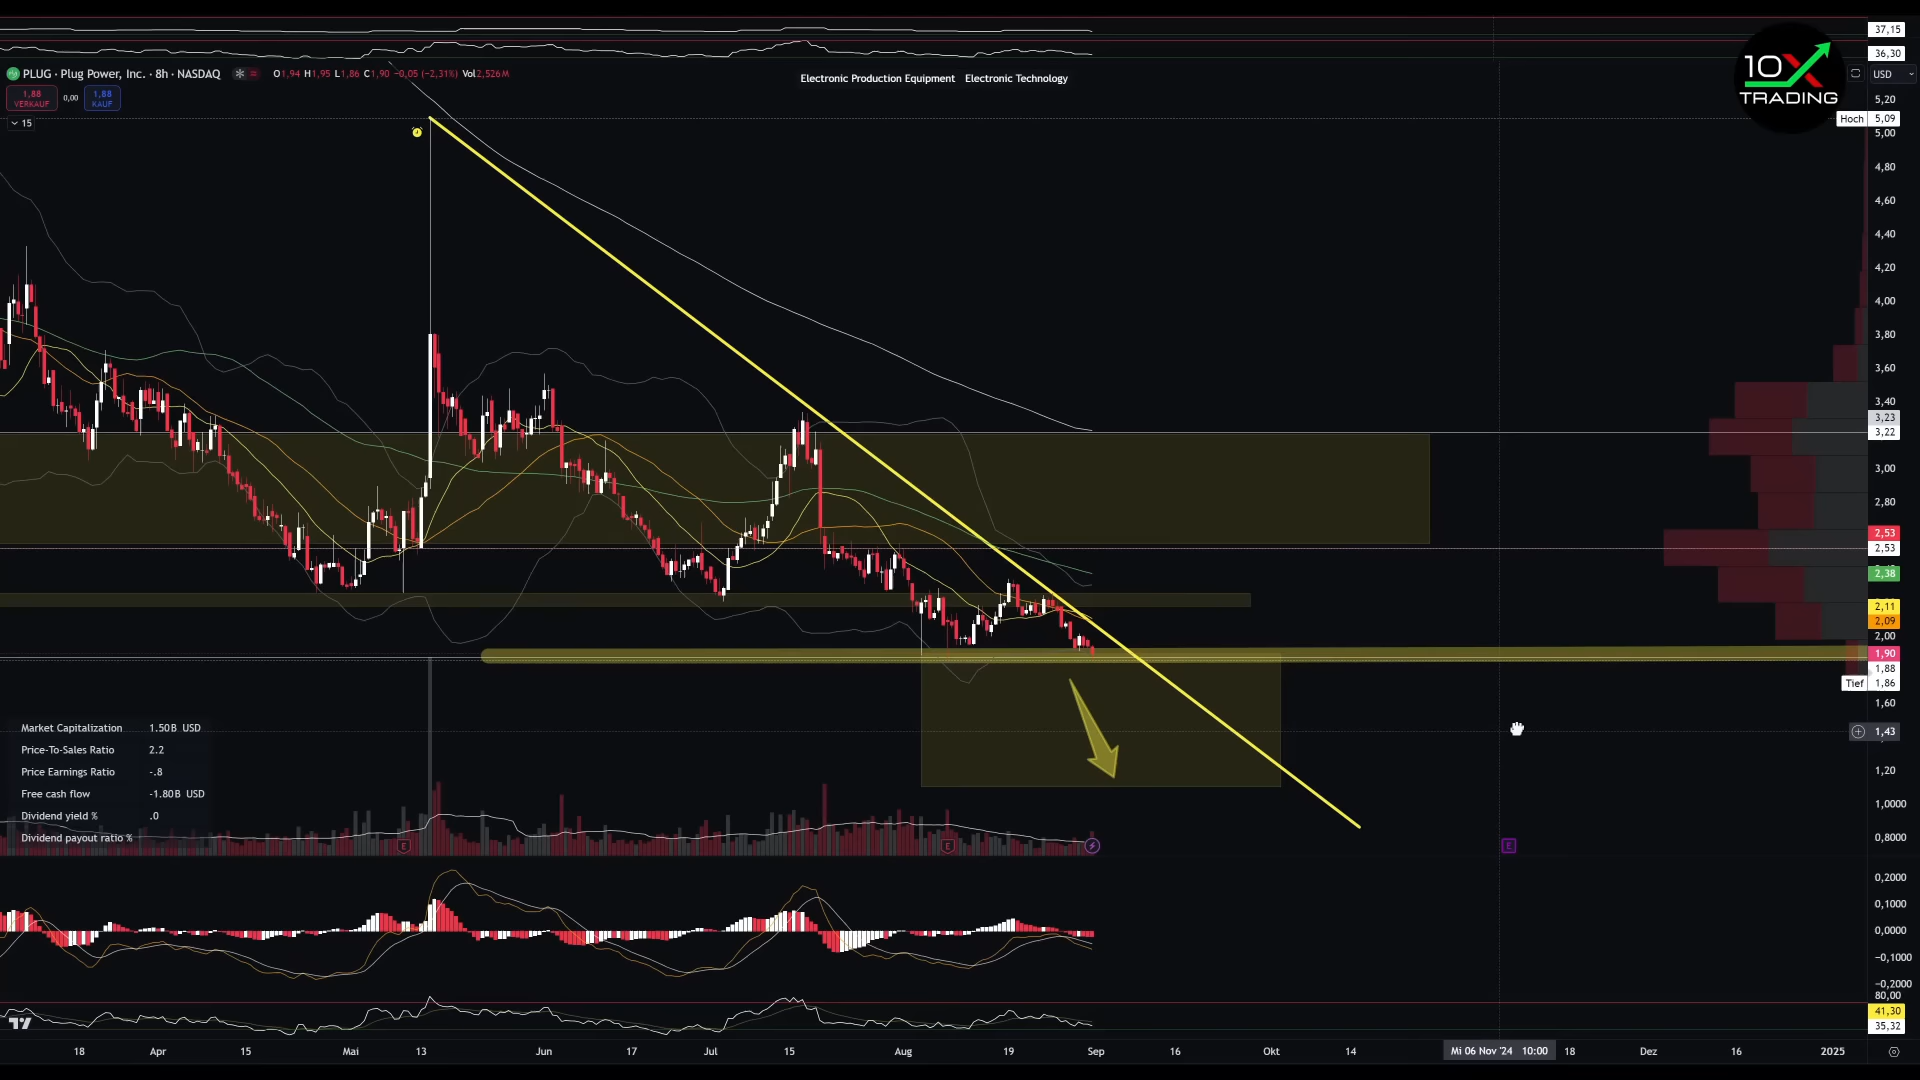 37,15
36,30
10X
TRADING
PLUG · Plug Power, Inc. · 8h · NASDAQ O1,94 H1,95 L1,86 C1,90 −0,05 (−2,31%) Vol2,526M
Electronic Production Equipment Electronic Technology
USD
1,88
VERKAUF
0,00
1,88
KAUF
15
5,20
Hoch 5,09
5,00
4,80
4,60
4,40
4,20
4,00
3,80
3,60
3,40
3,23
3,22
3,00
2,80
2,53
2,53
2,38
2,11
2,09
2,00
1,90
1,88
Tief 1,86
1,60
1,43
1,20
1,0000
0,8000
Market Capitalization 1.50B USD
Price-To-Sales Ratio 2.2
Price Earnings Ratio -.8
Free cash flow -1.80B USD
Dividend yield % .0
Dividend payout ratio %
E
E
E
0,2000
0,1000
0,0000
−0,1000
−0,2000
80,00
41,30
35,32
18 Apr 15 Mai 13 Jun 17 Jul 15 Aug 19 Sep 16 Okt 14 Mi 06 Nov '24 10:00 18 Dez 16 2025